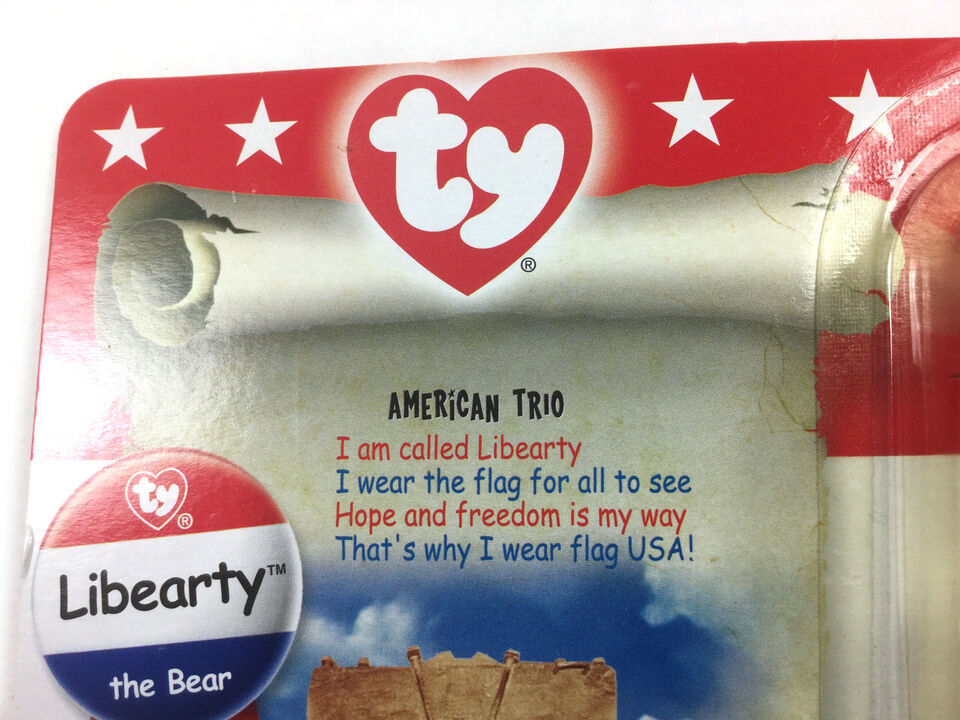 ty®
AMERICAN TRIO
I am called Libearty
I wear the flag for all to see
Hope and freedom is my way
That's why I wear flag USA!
ty®
Libearty™
the Bear